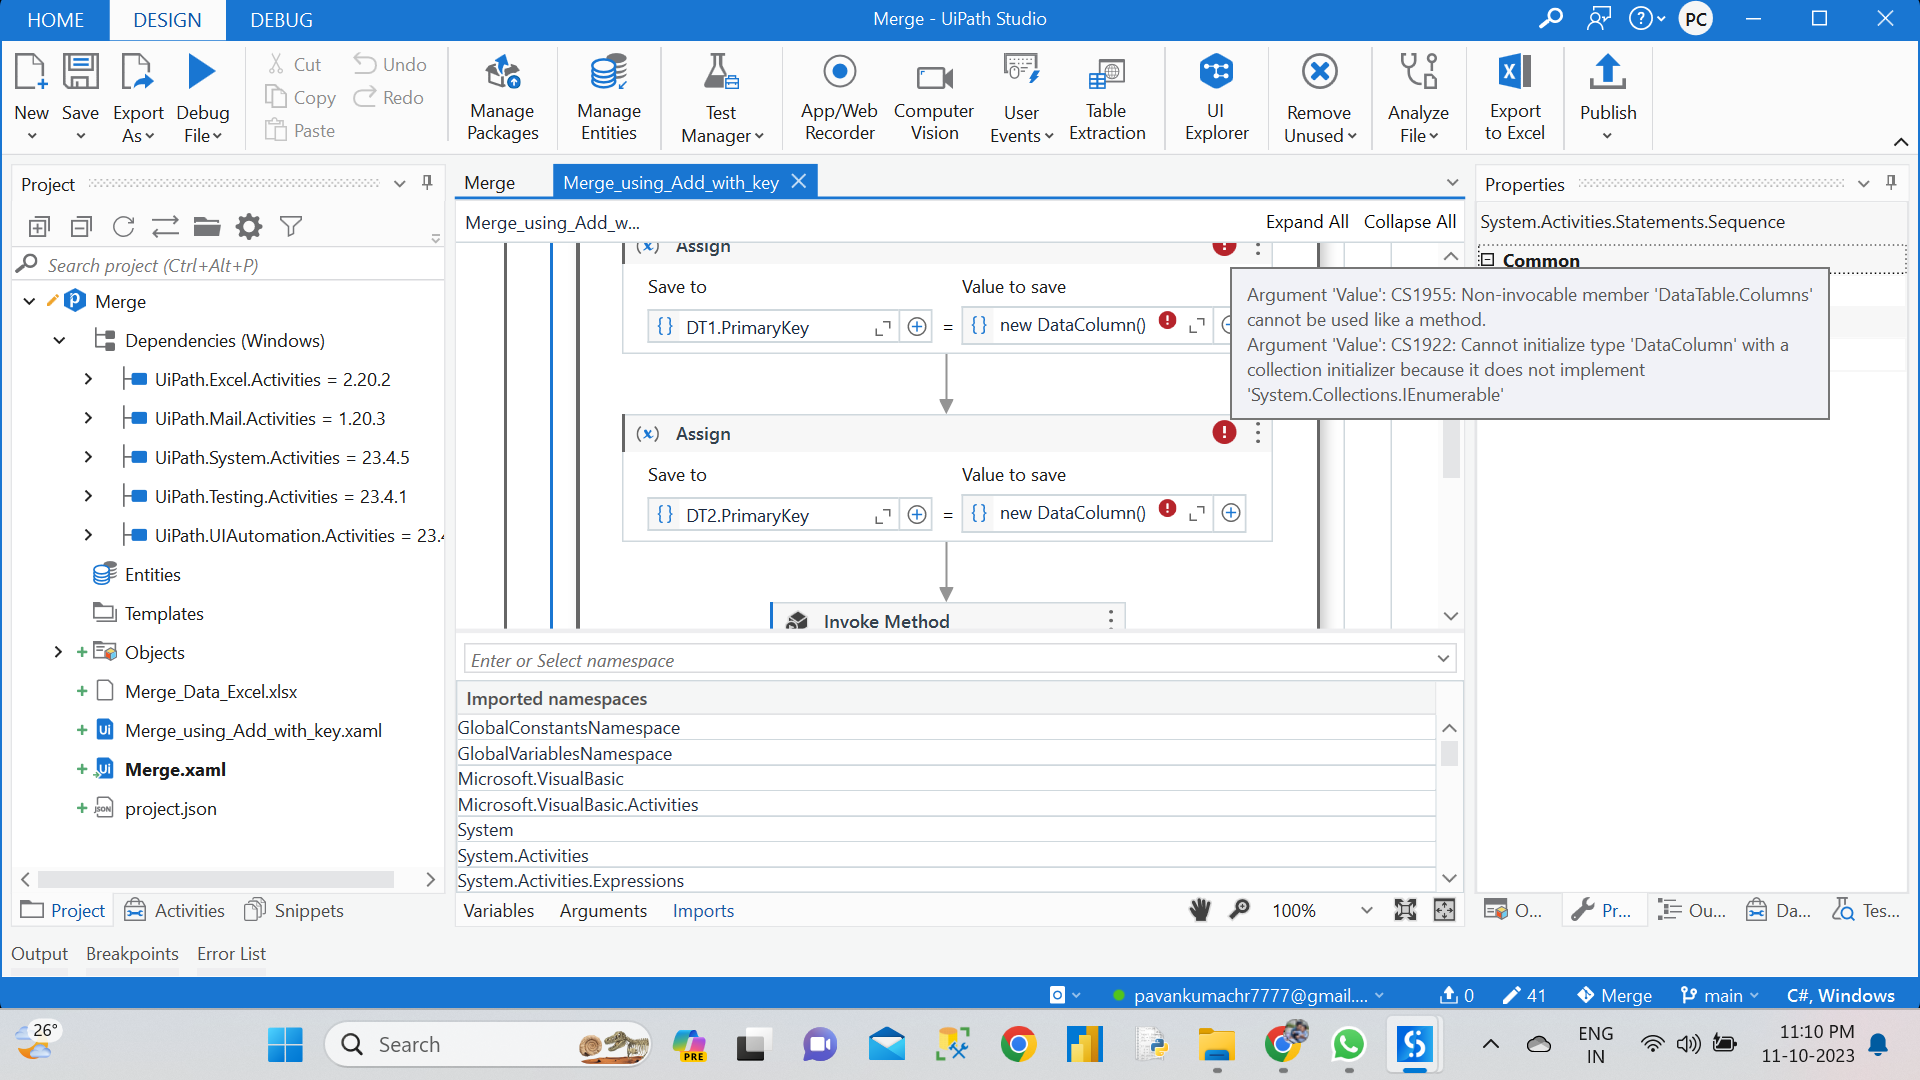 HOME
DESIGN
DEBUG
Merge - UiPath Studio
PC
New
Save
Export As
Debug File
Cut
Copy
Paste
Undo
Redo
Manage Packages
Manage Entities
Test Manager
App/Web Recorder
Computer Vision
User Events
Table Extraction
UI Explorer
Remove Unused
Analyze File
Export to Excel
Publish
Project
Search project (Ctrl+Alt+P)
Merge
Dependencies (Windows)
UiPath.Excel.Activities = 2.20.2
UiPath.Mail.Activities = 1.20.3
UiPath.System.Activities = 23.4.5
UiPath.Testing.Activities = 23.4.1
UiPath.UIAutomation.Activities = 23.4
Entities
Templates
Objects
Merge_Data_Excel.xlsx
Merge_using_Add_with_key.xaml
Merge.xaml
JSON
project.json
Project
Activities
Snippets
Merge
Merge_using_Add_with_key
Merge_using_Add_w...
Expand All
Collapse All
Assign
Save to
Value to save
DT1.PrimaryKey
=
new DataColumn()
Assign
Save to
Value to save
DT2.PrimaryKey
=
new DataColumn()
Invoke Method
Enter or Select namespace
Imported namespaces
GlobalConstantsNamespace
GlobalVariablesNamespace
Microsoft.VisualBasic
Microsoft.VisualBasic.Activities
System
System.Activities
System.Activities.Expressions
Variables
Arguments
Imports
100%
Properties
System.Activities.Statements.Sequence
Common
Argument 'Value': CS1955: Non-invocable member 'DataTable.Columns'
cannot be used like a method.
Argument 'Value': CS1922: Cannot initialize type 'DataColumn' with a
collection initializer because it does not implement
'System.Collections.IEnumerable'
O...
Pr...
Ou...
Da...
Tes...
Output
Breakpoints
Error List
pavankumachr7777@gmail....
0
41
Merge
main
C#, Windows
26°
Search
PRE
ENG
IN
11:10 PM
11-10-2023